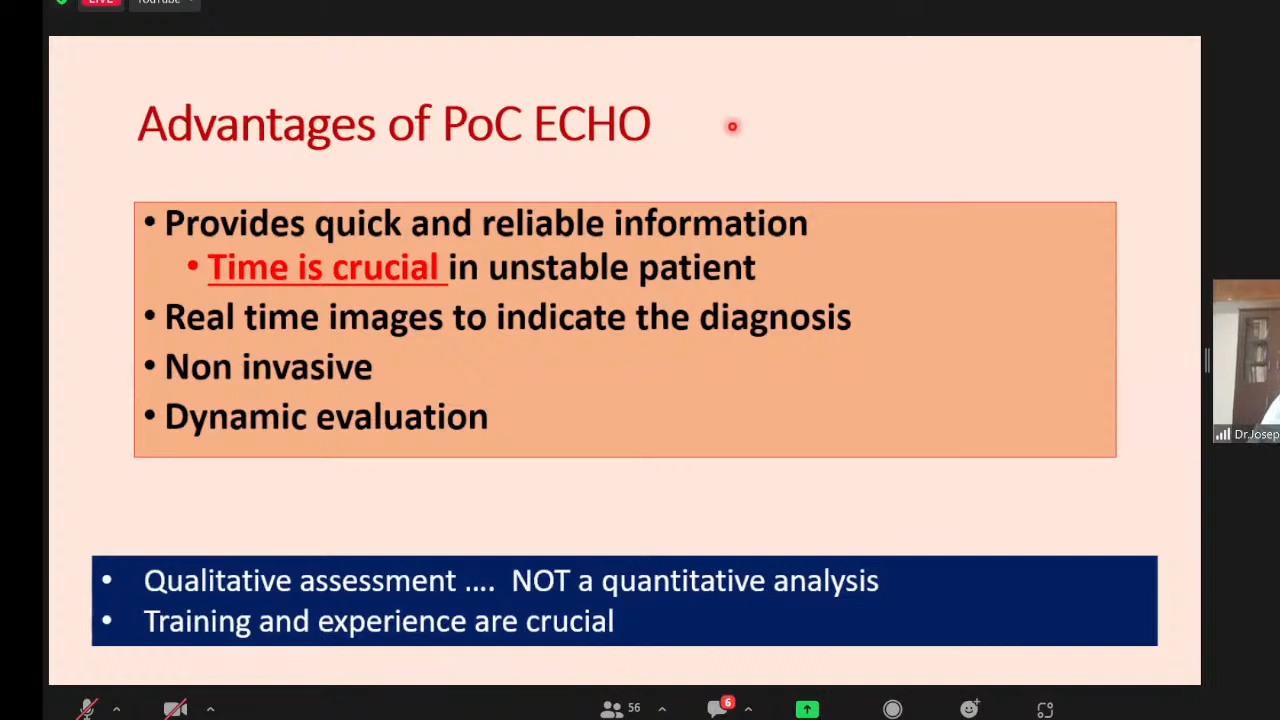 LIVE
YouTube
Advantages of PoC ECHO
• Provides quick and reliable information
• Time is crucial in unstable patient
• Real time images to indicate the diagnosis
• Non invasive
• Dynamic evaluation
Dr.Josep
• Qualitative assessment .... NOT a quantitative analysis
• Training and experience are crucial
56
6